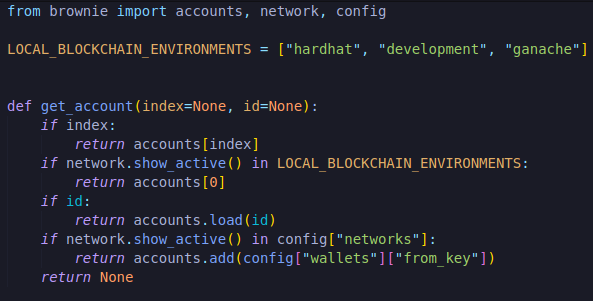 from brownie import accounts, network, config
LOCAL_BLOCKCHAIN_ENVIRONMENTS = ["hardhat", "development", "ganache"]
def get_account(index=None, id=None):
    if index:
        return accounts[index]
    if network.show_active() in LOCAL_BLOCKCHAIN_ENVIRONMENTS:
        return accounts[0]
    if id:
        return accounts.load(id)
    if network.show_active() in config["networks"]:
        return accounts.add(config["wallets"]["from_key"])
    return None